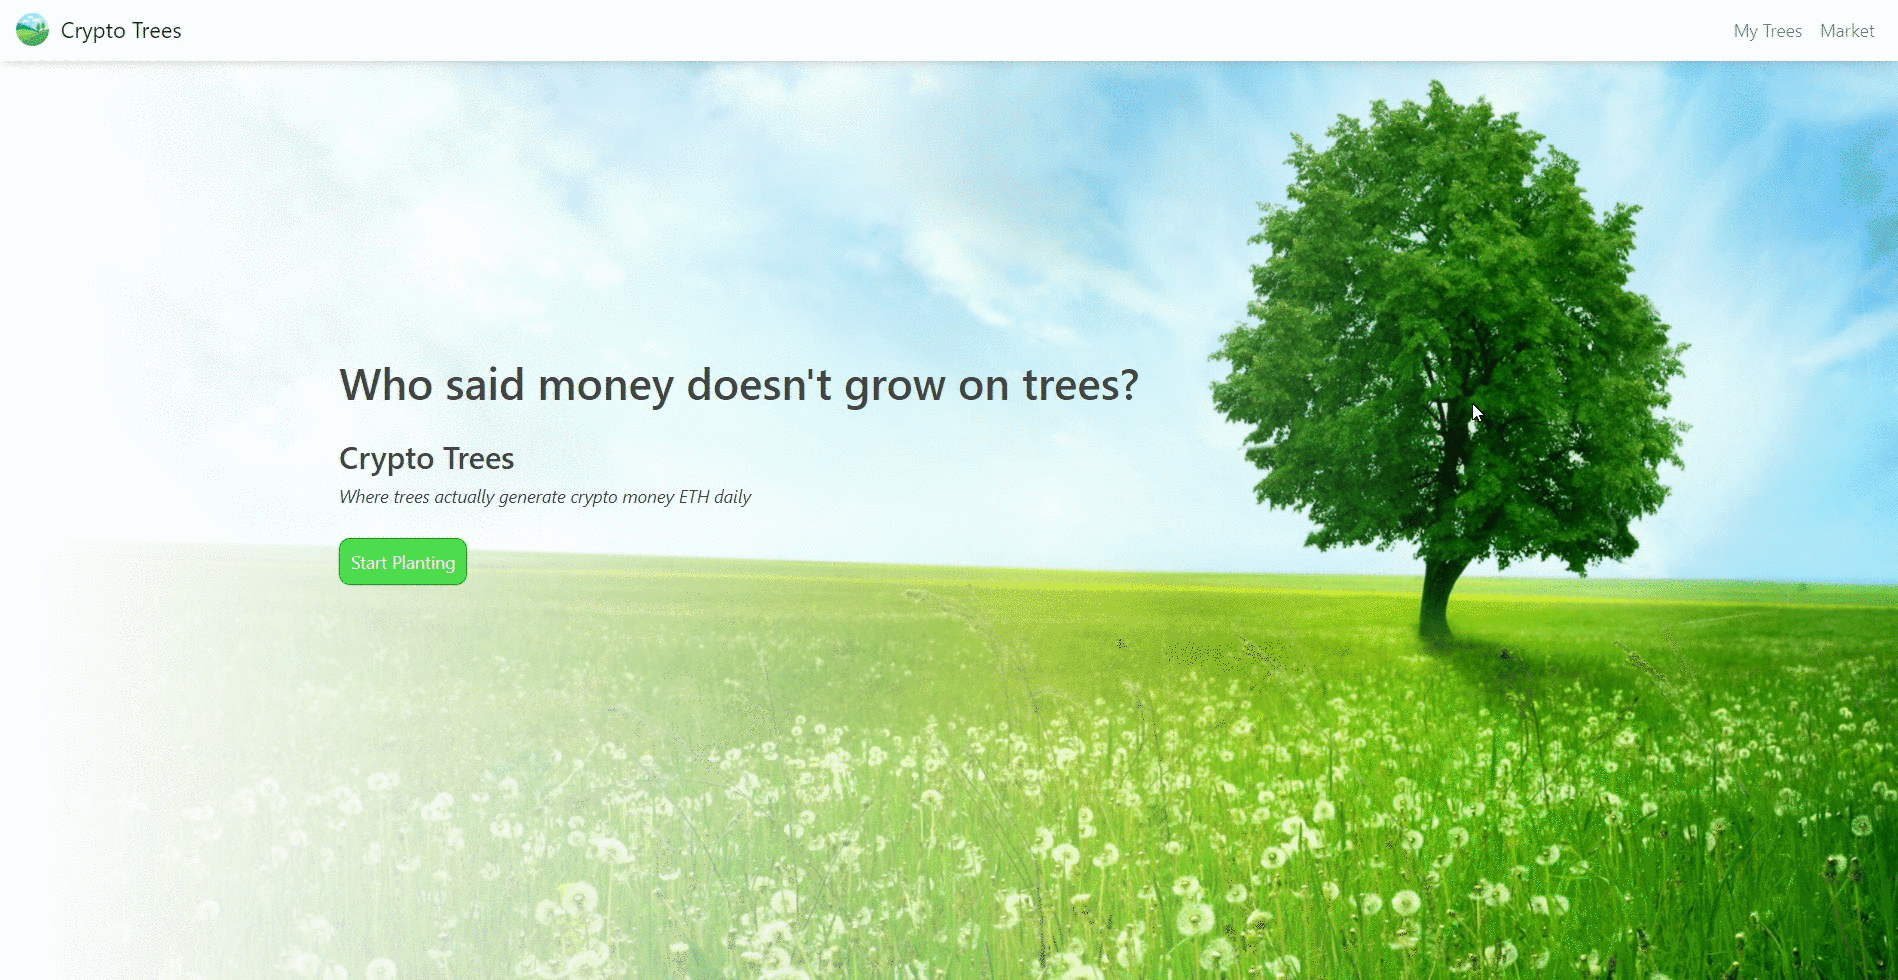 Crypto Trees
My Trees
Market
Who said money doesn't grow on trees?
Crypto Trees
Where trees actually generate crypto money ETH daily
Start Planting